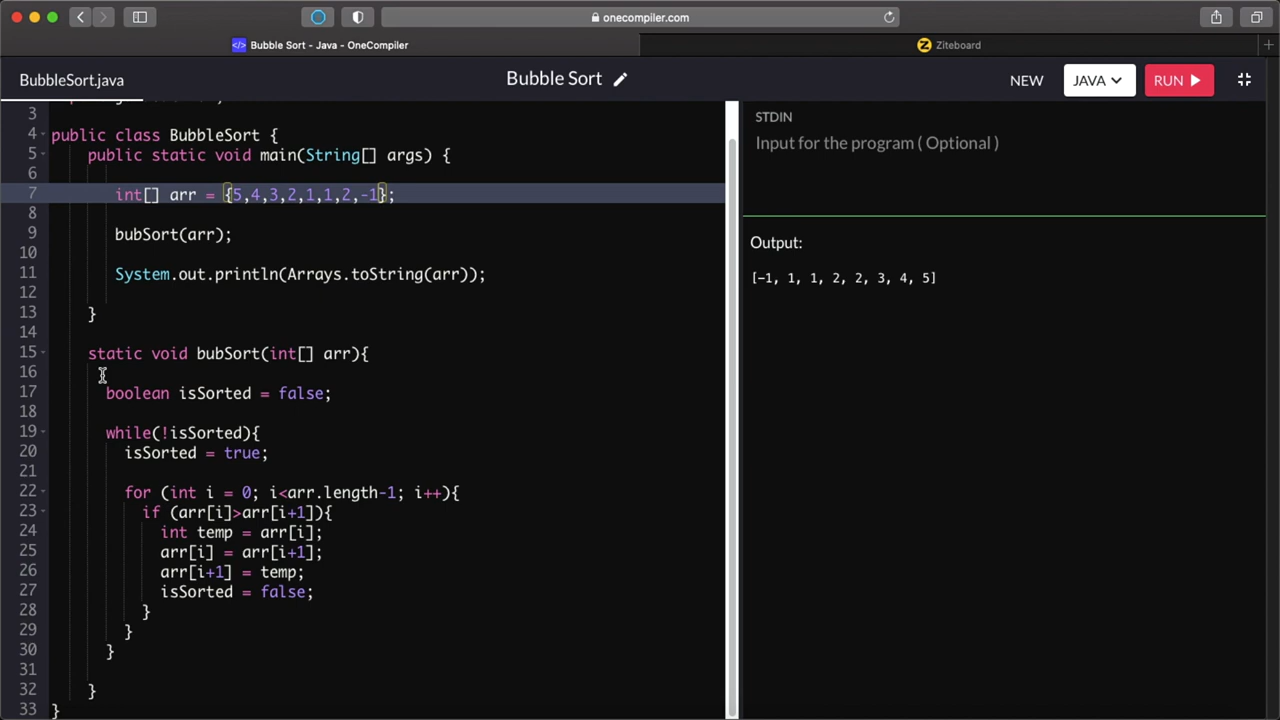 onecompiler.com
</> Bubble Sort - Java - OneCompiler
Z Ziteboard
BubbleSort.java
Bubble Sort
NEW
JAVA
RUN
3
4 public class BubbleSort {
5 public static void main(String[] args) {
6
7 int[] arr = {5,4,3,2,1,1,2,-1};
8
9 bubSort(arr);
10
11 System.out.println(Arrays.toString(arr));
12
13 }
14
15 static void bubSort(int[] arr){
16
17 boolean isSorted = false;
18
19 while(!isSorted){
20 isSorted = true;
21
22 for (int i = 0; i<arr.length-1; i++){
23 if (arr[i]>arr[i+1]){
24 int temp = arr[i];
25 arr[i] = arr[i+1];
26 arr[i+1] = temp;
27 isSorted = false;
28 }
29 }
30 }
31
32 }
33 }
STDIN
Input for the program ( Optional )
Output:
[-1, 1, 1, 2, 2, 3, 4, 5]